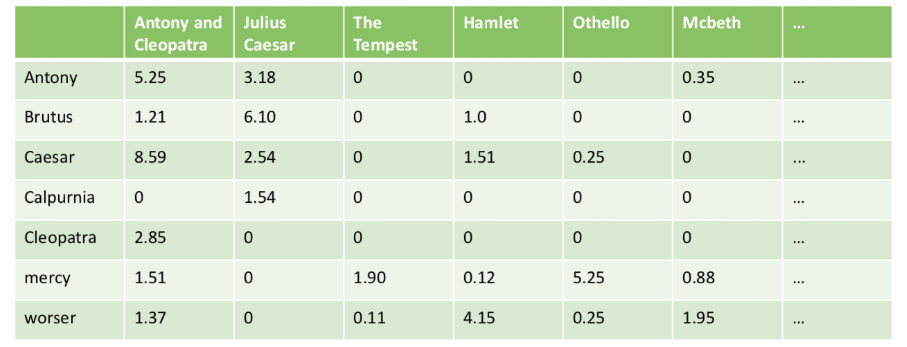 Antony and Cleopatra Julius Caesar The Tempest Hamlet Othello Mcbeth ...
Antony 5.25 3.18 0 0 0 0.35 ...
Brutus 1.21 6.10 0 1.0 0 0 ...
Caesar 8.59 2.54 0 1.51 0.25 0 ...
Calpurnia 0 1.54 0 0 0 0 ...
Cleopatra 2.85 0 0 0 0 0 ...
mercy 1.51 0 1.90 0.12 5.25 0.88 ...
worser 1.37 0 0.11 4.15 0.25 1.95 ...